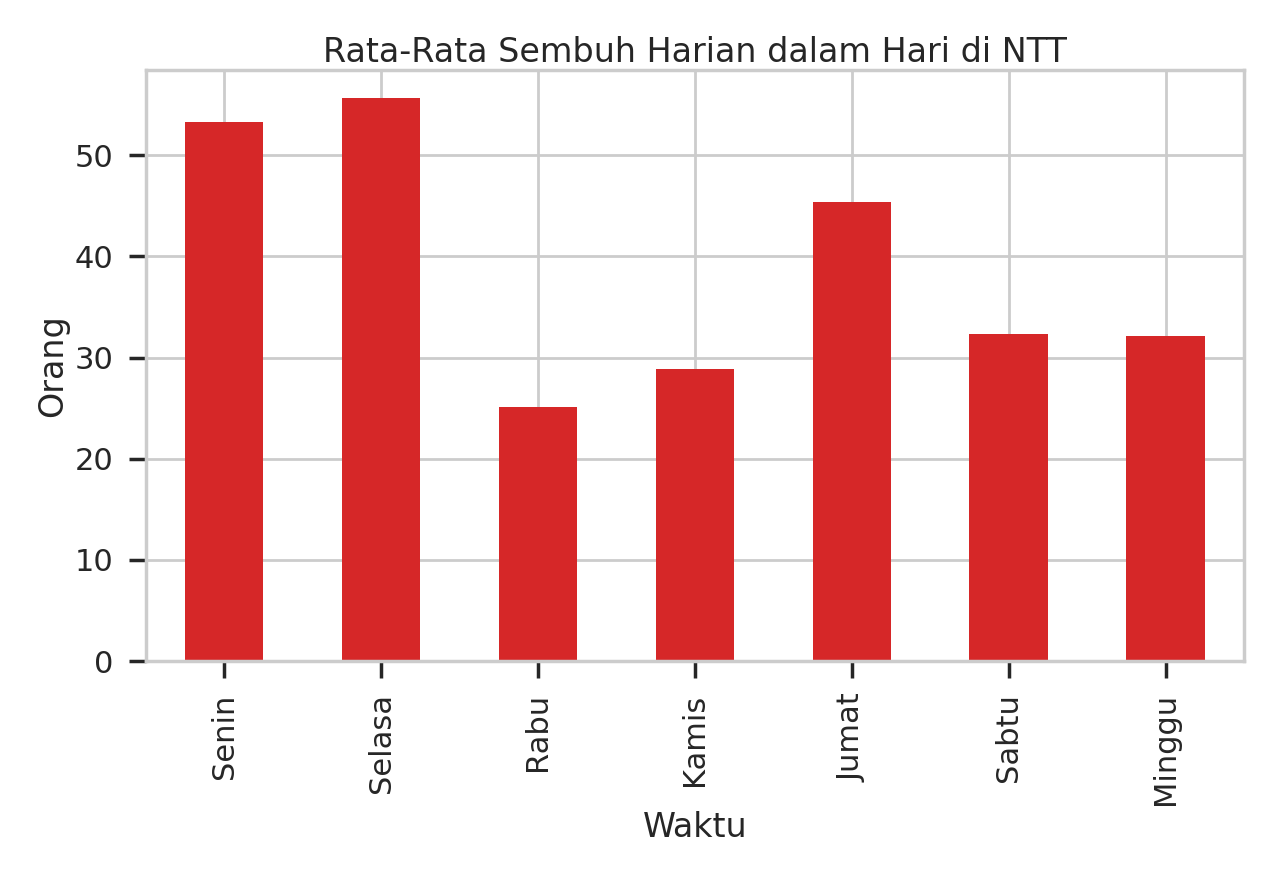 Rata-Rata Sembuh Harian dalam Hari di NTT
Orang
50
40
30
20
10
0
Senin
Selasa
Rabu
Kamis
Jumat
Sabtu
Minggu
Waktu